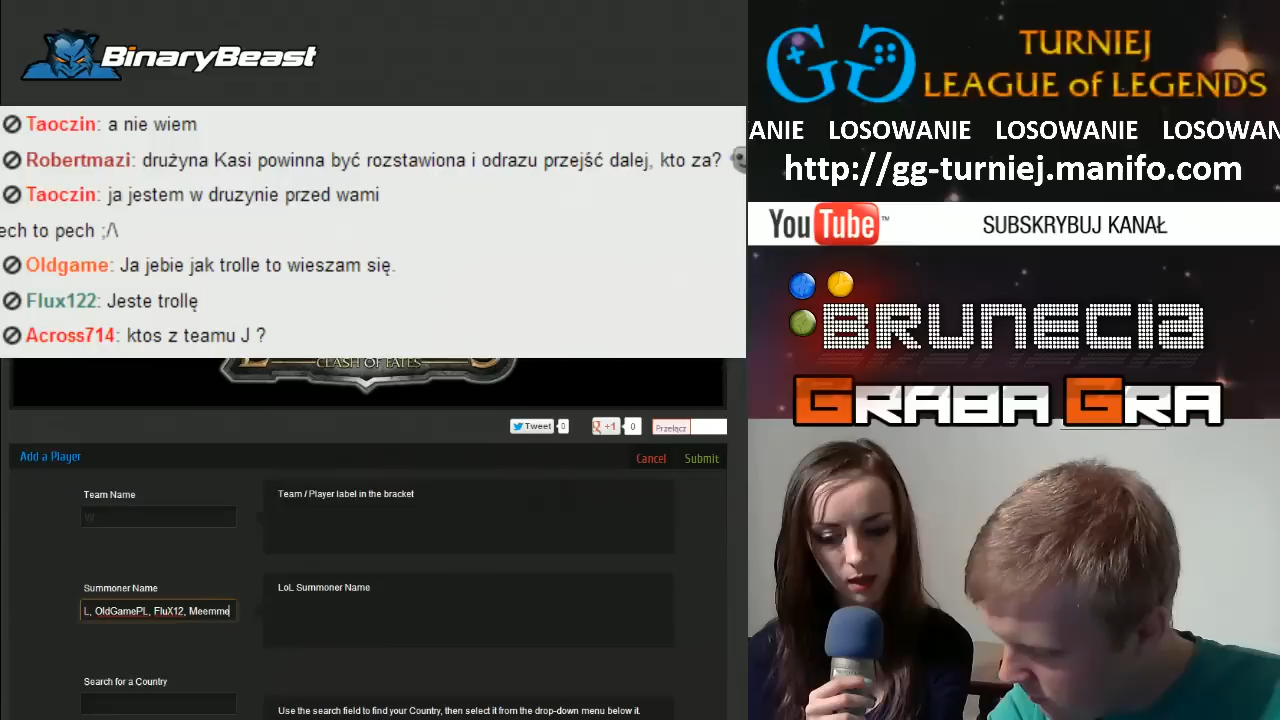 BinaryBeast
Taoczin: a nie wiem
Robertmazi: drużyna Kasi powinna być rozstawiona i odrazu przejść dalej, kto za?
Taoczin: ja jestem w druzynie przed wami
ech to pech ;/\
Oldgame: Ja jebie jak trolle to wieszam się.
Flux122: Jeste trollę
Across714: ktos z teamu J ?
CLASH OF FATES
Tweet 0
+1 0
Przełącz
Add a Player
Cancel Submit
Team Name
Team / Player label in the bracket
W
Summoner Name
LoL Summoner Name
L, OldGamePL, FluX12, Meemme
Search for a Country
Use the search field to find your Country, then select it from the drop-down menu below it.
GG
TURNIEJ
LEAGUE of LEGENDS
ANIE LOSOWANIE LOSOWANIE LOSOWAN
http://gg-turniej.manifo.com
YouTube™ SUBSKRYBUJ KANAŁ
BRUNECIA
GRABA GRA